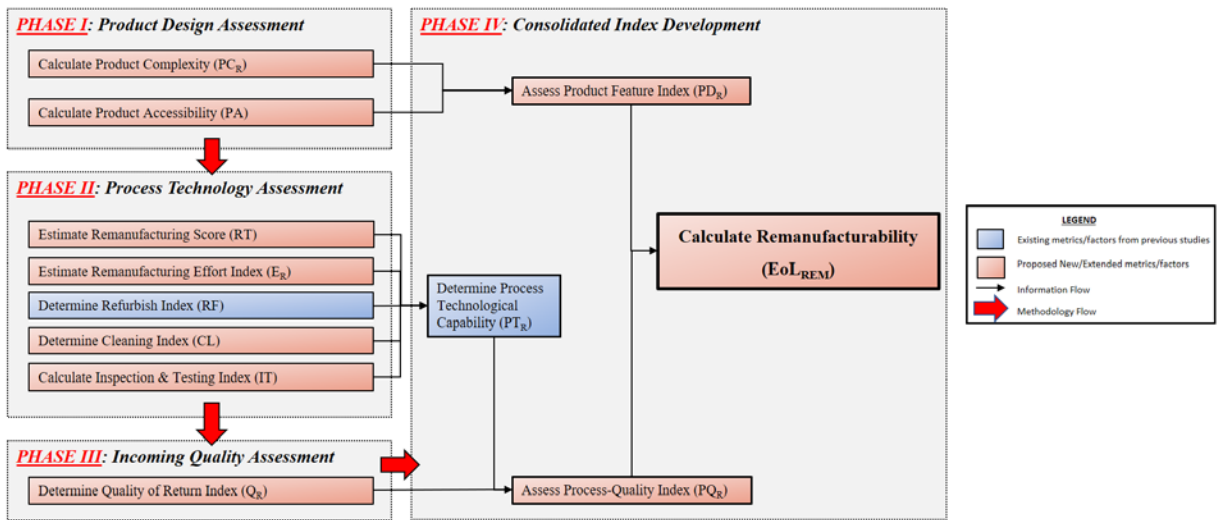 PHASE I: Product Design Assessment
Calculate Product Complexity (PCR)
Calculate Product Accessibility (PA)
PHASE II: Process Technology Assessment
Estimate Remanufacturing Score (RT)
Estimate Remanufacturing Effort Index (ER)
Determine Refurbish Index (RF)
Determine Cleaning Index (CL)
Calculate Inspection & Testing Index (IT)
PHASE III: Incoming Quality Assessment
Determine Quality of Return Index (QR)
PHASE IV: Consolidated Index Development
Assess Product Feature Index (PDR)
Determine Process
Technological
Capability (PTR)
Calculate Remanufacturability
(EoLREM)
Assess Process-Quality Index (PQR)
LEGEND
Existing metrics/factors from previous studies
Proposed New/Extended metrics/factors
Information Flow
Methodology Flow